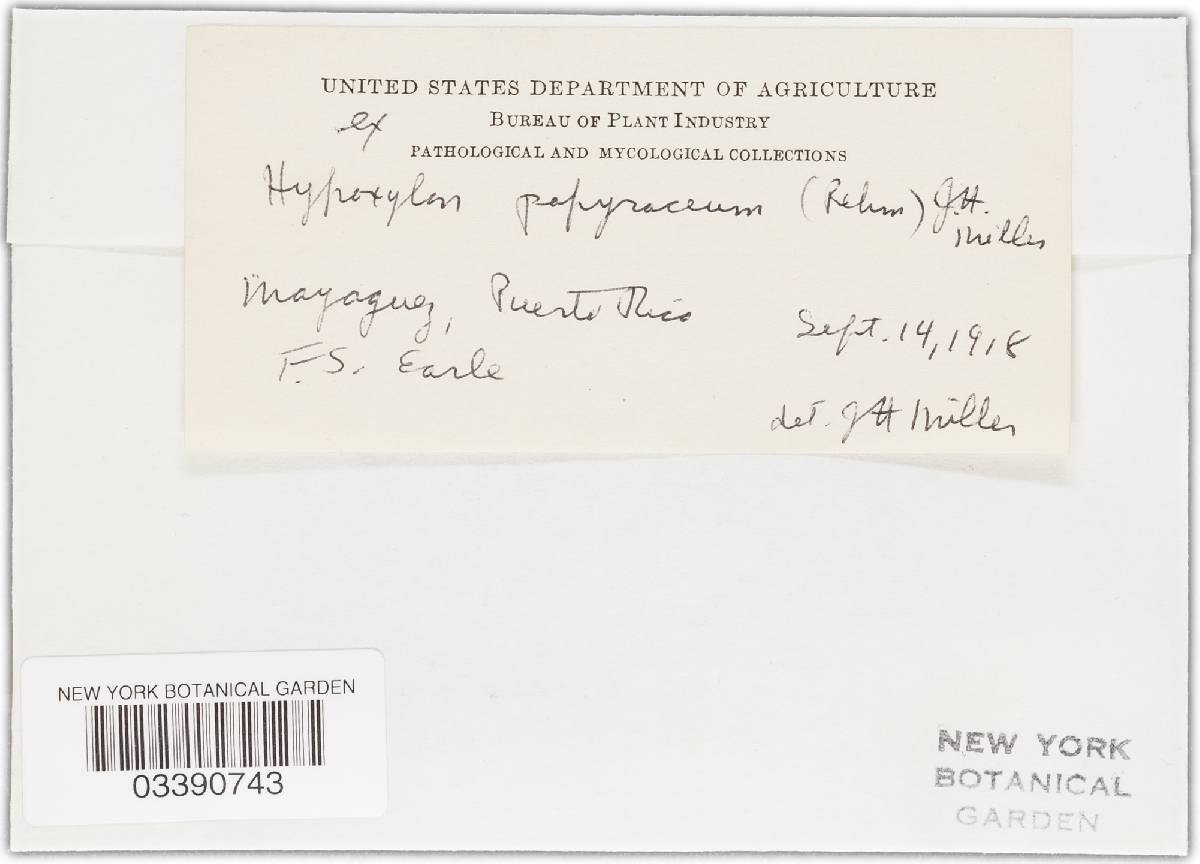 UNITED STATES DEPARTMENT OF AGRICULTURE
ex BUREAU OF PLANT INDUSTRY
PATHOLOGICAL AND MYCOLOGICAL COLLECTIONS
Hypoxylon papyraceum (Rehm) J.H.
Miller
Mayaguez, Puerto Rico
Sept. 14, 1918
F.S. Earle
det. J H Miller
NEW YORK BOTANICAL GARDEN
03390743
NEW YORK
BOTANICAL
GARDEN